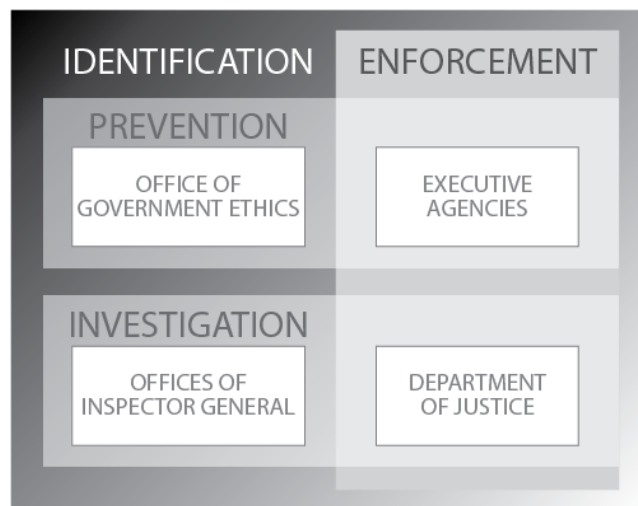 IDENTIFICATION
ENFORCEMENT
PREVENTION
OFFICE OF
GOVERNMENT ETHICS
EXECUTIVE
AGENCIES
INVESTIGATION
OFFICES OF
INSPECTOR GENERAL
DEPARTMENT
OF JUSTICE